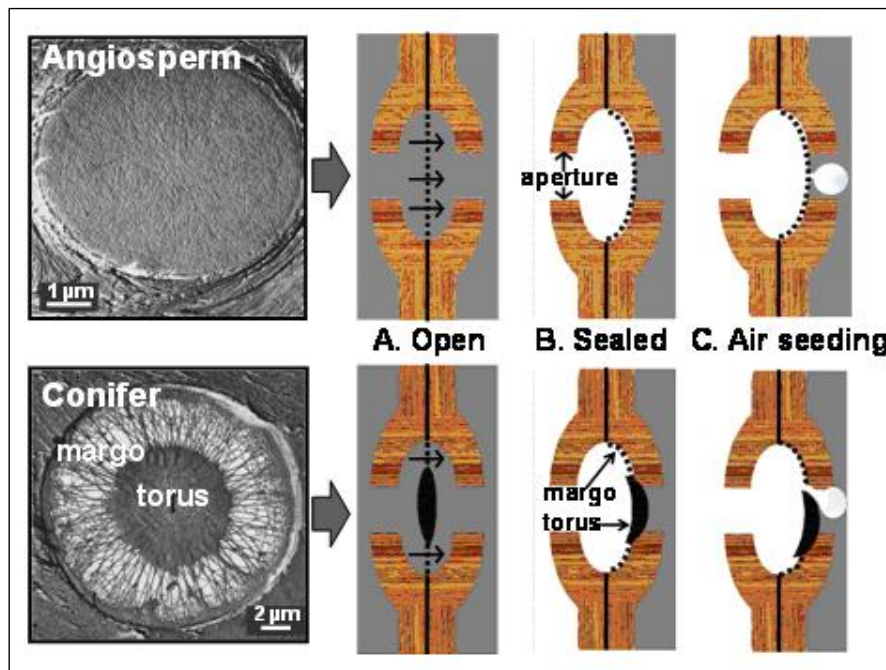 Angiosperm
1 µm
aperture
A. Open
B. Sealed
C. Air seeding
Conifer
margo
torus
2 µm
margo
torus